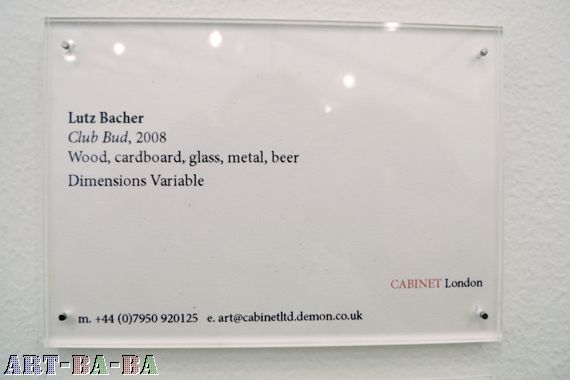 Lutz Bacher
Club Bud, 2008
Wood, cardboard, glass, metal, beer
Dimensions Variable
CABINET London
m. +44 (0)7950 920125 e. art@cabinetltd.demon.co.uk
ART-BA-BA